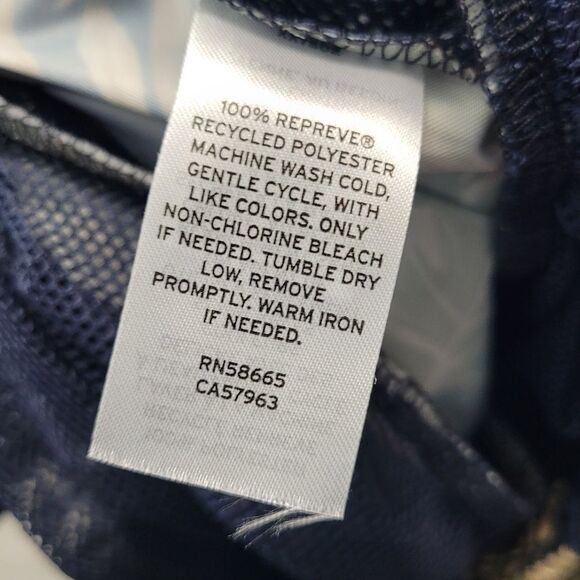 100% REPREVE®
RECYCLED POLYESTER
MACHINE WASH COLD,
GENTLE CYCLE, WITH
LIKE COLORS. ONLY
NON-CHLORINE BLEACH
IF NEEDED. TUMBLE DRY
LOW, REMOVE
PROMPTLY. WARM IRON
IF NEEDED.
RN58665
CA57963